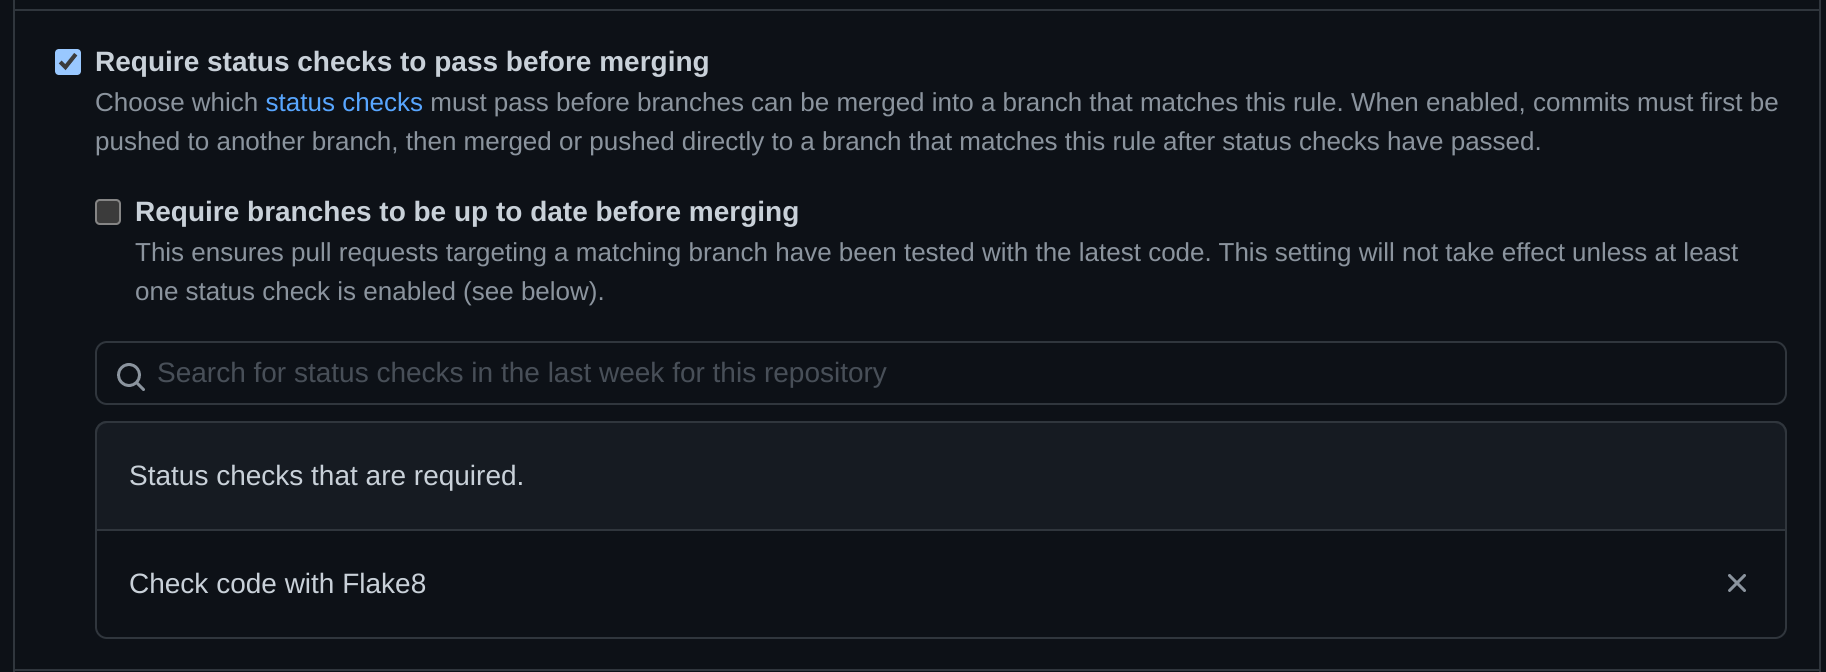 Require status checks to pass before merging
Choose which status checks must pass before branches can be merged into a branch that matches this rule. When enabled, commits must first be
pushed to another branch, then merged or pushed directly to a branch that matches this rule after status checks have passed.
Require branches to be up to date before merging
This ensures pull requests targeting a matching branch have been tested with the latest code. This setting will not take effect unless at least
one status check is enabled (see below).
Search for status checks in the last week for this repository
Status checks that are required.
Check code with Flake8